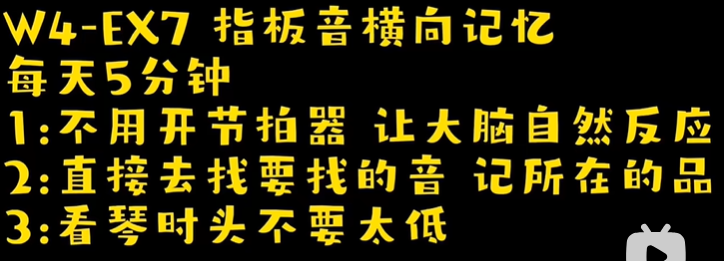 W4-EX7 指板音横向记忆
每天5分钟
1:不用开节拍器 让大脑自然反应
2:直接去找要找的音 记所在的品
3:看琴时头不要太低